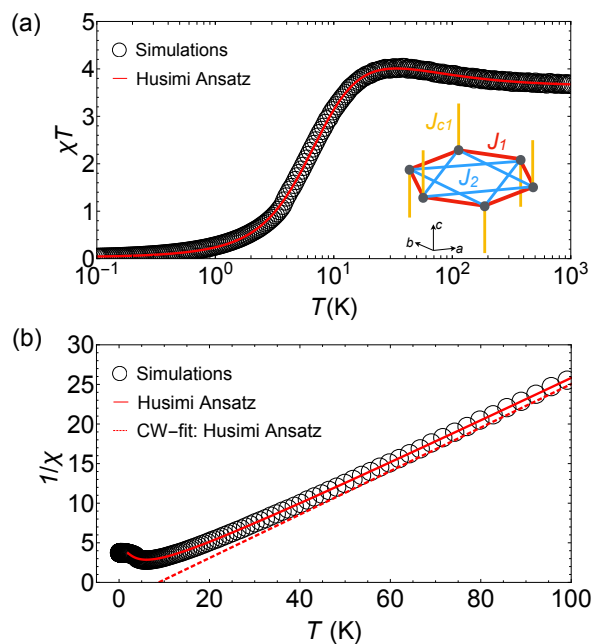 (a)
5
4
3
2
1
0
χT
Simulations
Husimi Ansatz
J_{c1}
J_1
J_2
c
b
a
10^{-1}
10^0
10^1
10^2
10^3
T(K)
(b)
30
25
20
15
10
5
0
1/χ
Simulations
Husimi Ansatz
CW-fit: Husimi Ansatz
0
20
40
60
80
100
T (K)